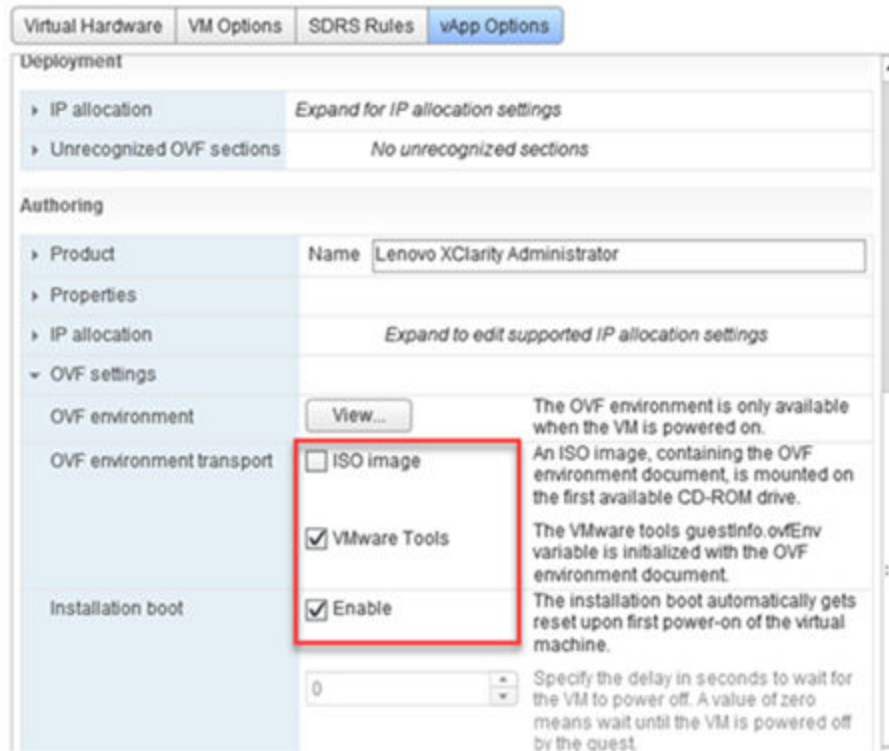 Virtual Hardware VM Options SDRS Rules vApp Options
Deployment
IP allocation Expand for IP allocation settings
Unrecognized OVF sections No unrecognized sections
Authoring
Product Name Lenovo XClarity Administrator
Properties
IP allocation Expand to edit supported IP allocation settings
OVF settings
OVF environment View... The OVF environment is only available
when the VM is powered on.
OVF environment transport ISO image An ISO image, containing the OVF
environment document, is mounted on
the first available CD-ROM drive.
VMware Tools The VMware tools guestInfo.ovfEnv
variable is initialized with the OVF
environment document.
Installation boot Enable The installation boot automatically gets
reset upon first power-on of the virtual
machine.
0 Specify the delay in seconds to wait for
the VM to power off. A value of zero
means wait until the VM is powered off
by the guest.